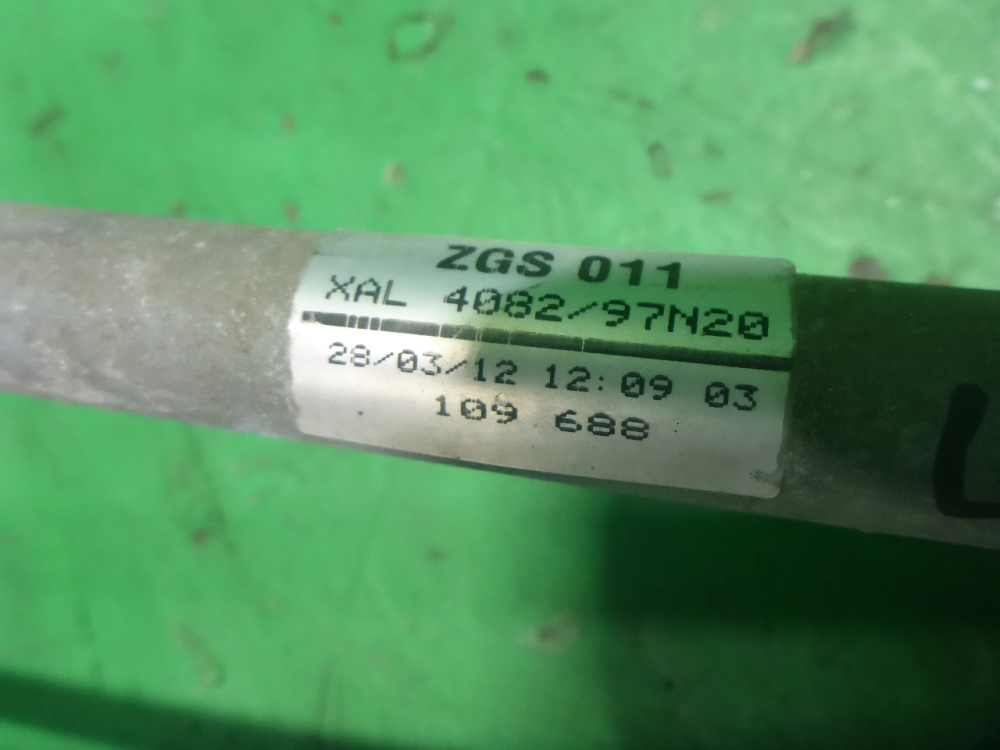 ZGS 011
XAL 4082/97N20
28/03/12 12:09 03
109 688